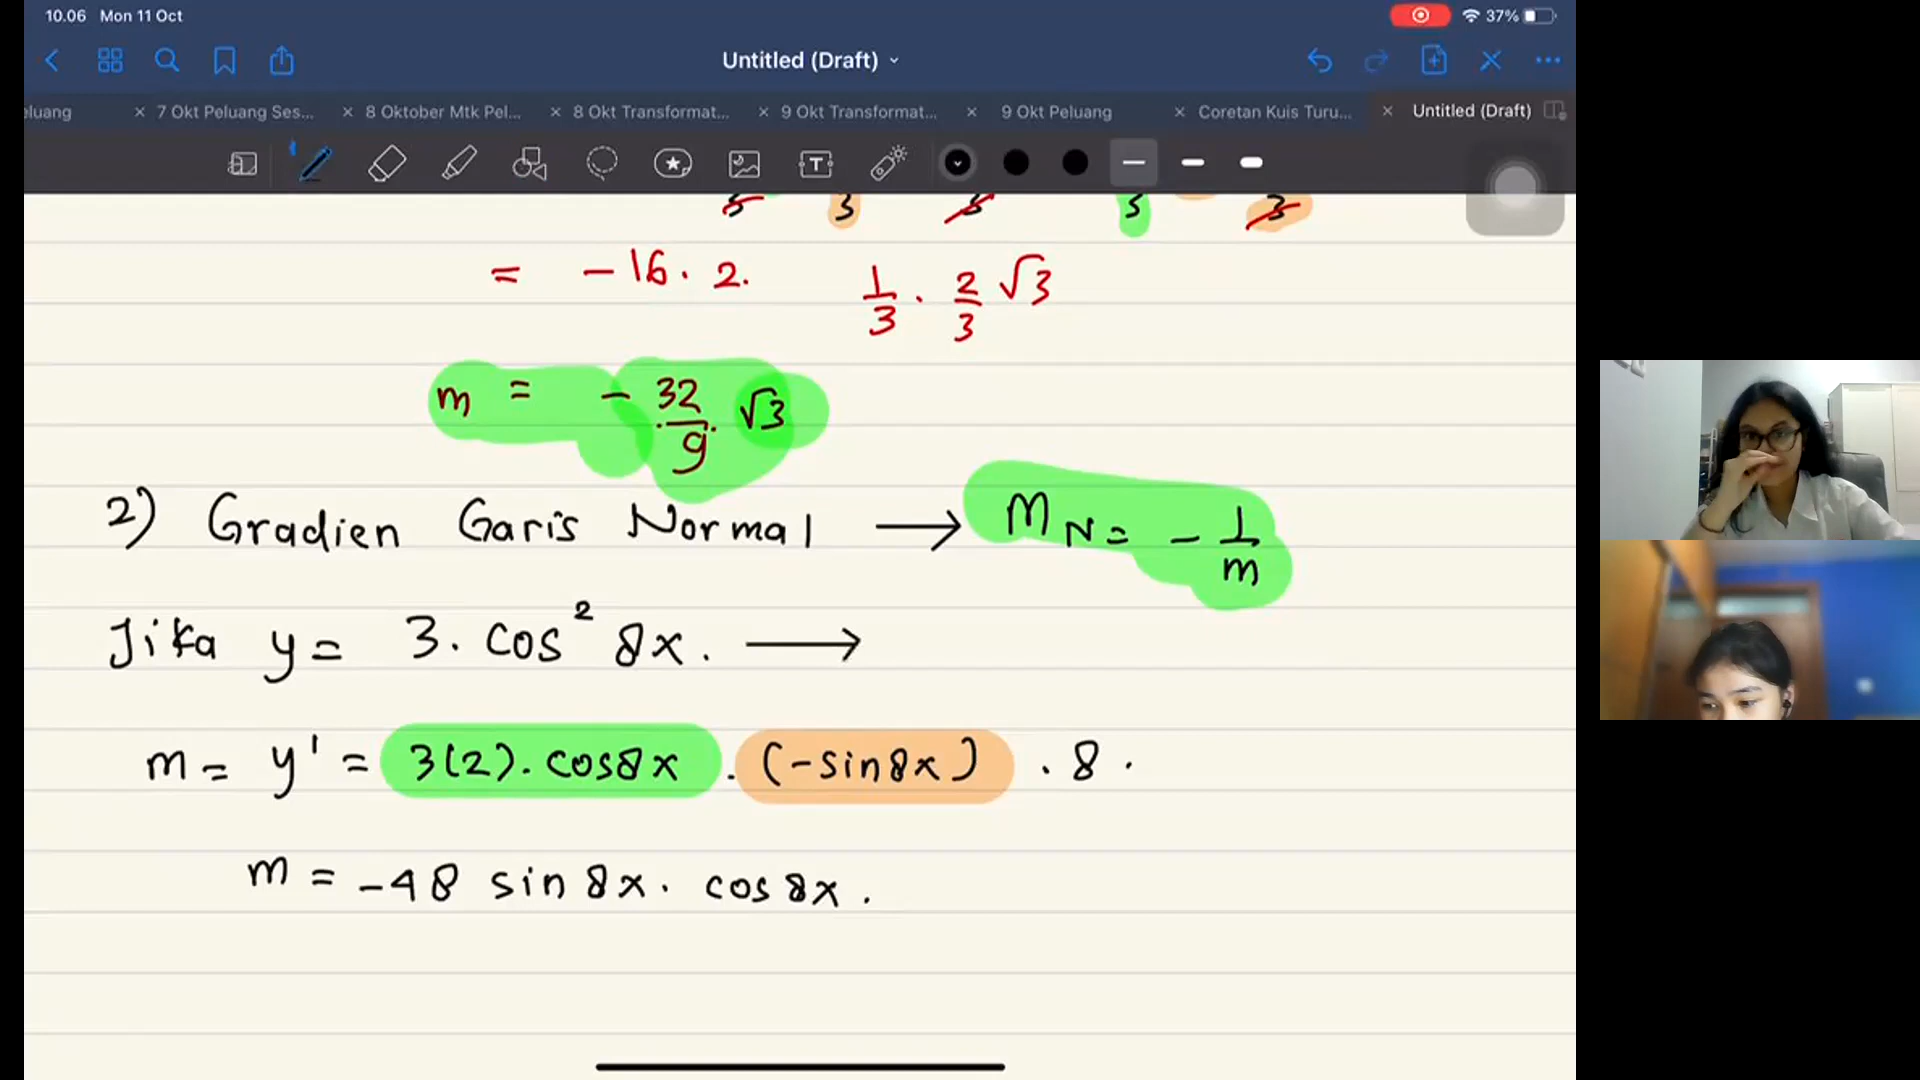 10.06 Mon 11 Oct
37%
Untitled (Draft)
eluang
7 Okt Peluang Ses...
8 Oktober Mtk Pel...
8 Okt Transformat...
9 Okt Transformat...
9 Okt Peluang
Coretan Kuis Turu...
Untitled (Draft)
3 3
= -16 . 2. 1/3 . 2/3 √3
m = - 32/9 . √3
2) Gradien Garis Normal → M_N = - 1/m
Jika y = 3 . cos² 8x . →
m = y' = 3(2) . cos8x . (-sin8x) . 8 .
m = -48 sin 8x . cos 8x .